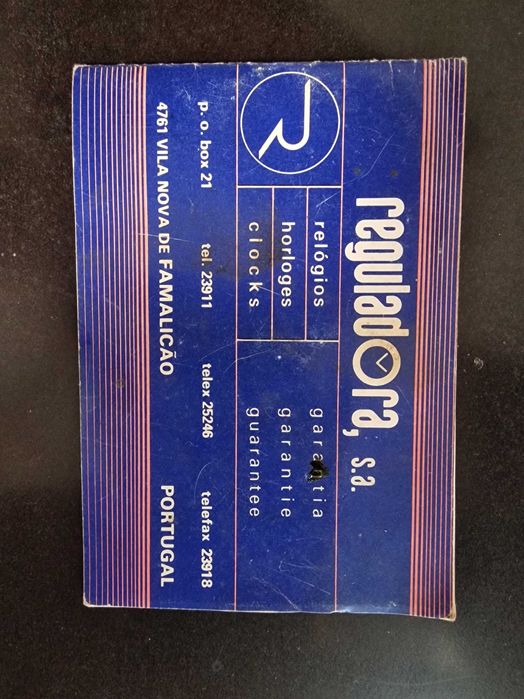 reguladora, s.a.
R
relógios
horloges
clocks
garantia
garantie
guarantee
p. o. box 21 tel. 23911 telex 25246 telefax 23918
4761 VILA NOVA DE FAMALICÃO PORTUGAL